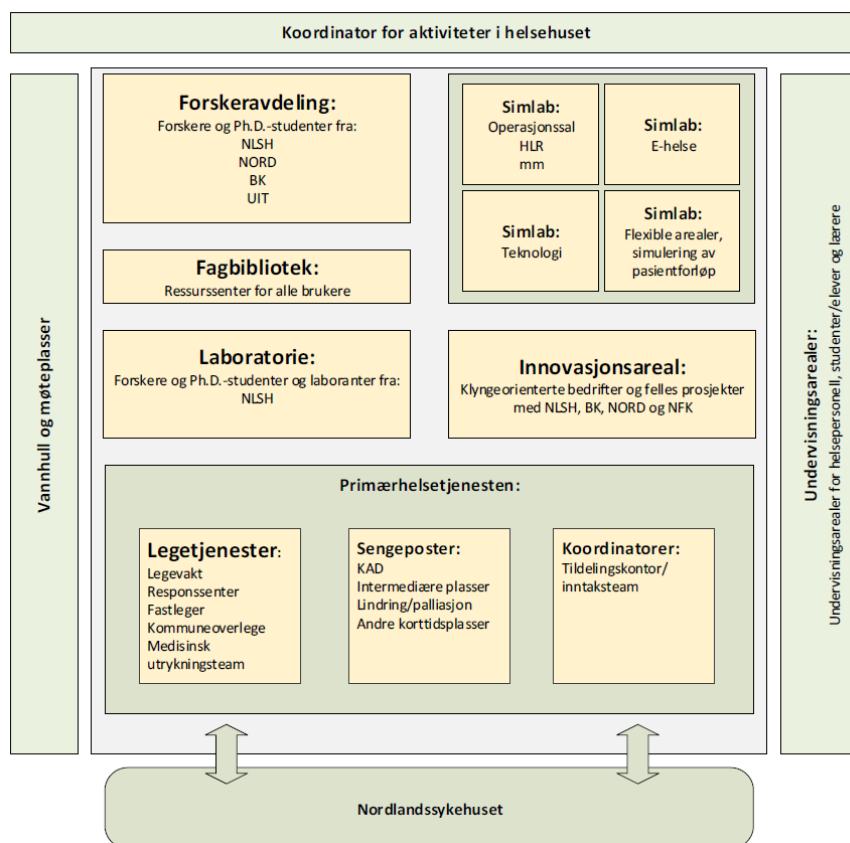 Koordinator for aktiviteter i helsehuset
Vannhull og møteplasser
Forskeravdeling:
Forskere og Ph.D.-studenter fra:
NLSH
NORD
BK
UIT
Simlab:
Operasjonssal
HLR
mm
Simlab:
E-helse
Simlab:
Teknologi
Simlab:
Flexible arealer,
simulering av
pasientforløp
Fagbibliotek:
Ressurssenter for alle brukere
Laboratorie:
Forskere og Ph.D.-studenter og laboranter fra:
NLSH
Innovasjonsareal:
Klyngeorienterte bedrifter og felles prosjekter
med NLSH, BK, NORD og NFK
Primærhelsetjenesten:
Legetjenester:
Legevakt
Responssenter
Fastleger
Kommuneoverlege
Medisinsk
utrykningsteam
Sengeposter:
KAD
Intermediære plasser
Lindring/palliasjon
Andre korttidsplasser
Koordinatorer:
Tildelingskontor/
inntaksteam
Undervisningsarealer:
Undervisningsarealer for helsepersonell, studenter/elever og lærere
Nordlandssykehuset